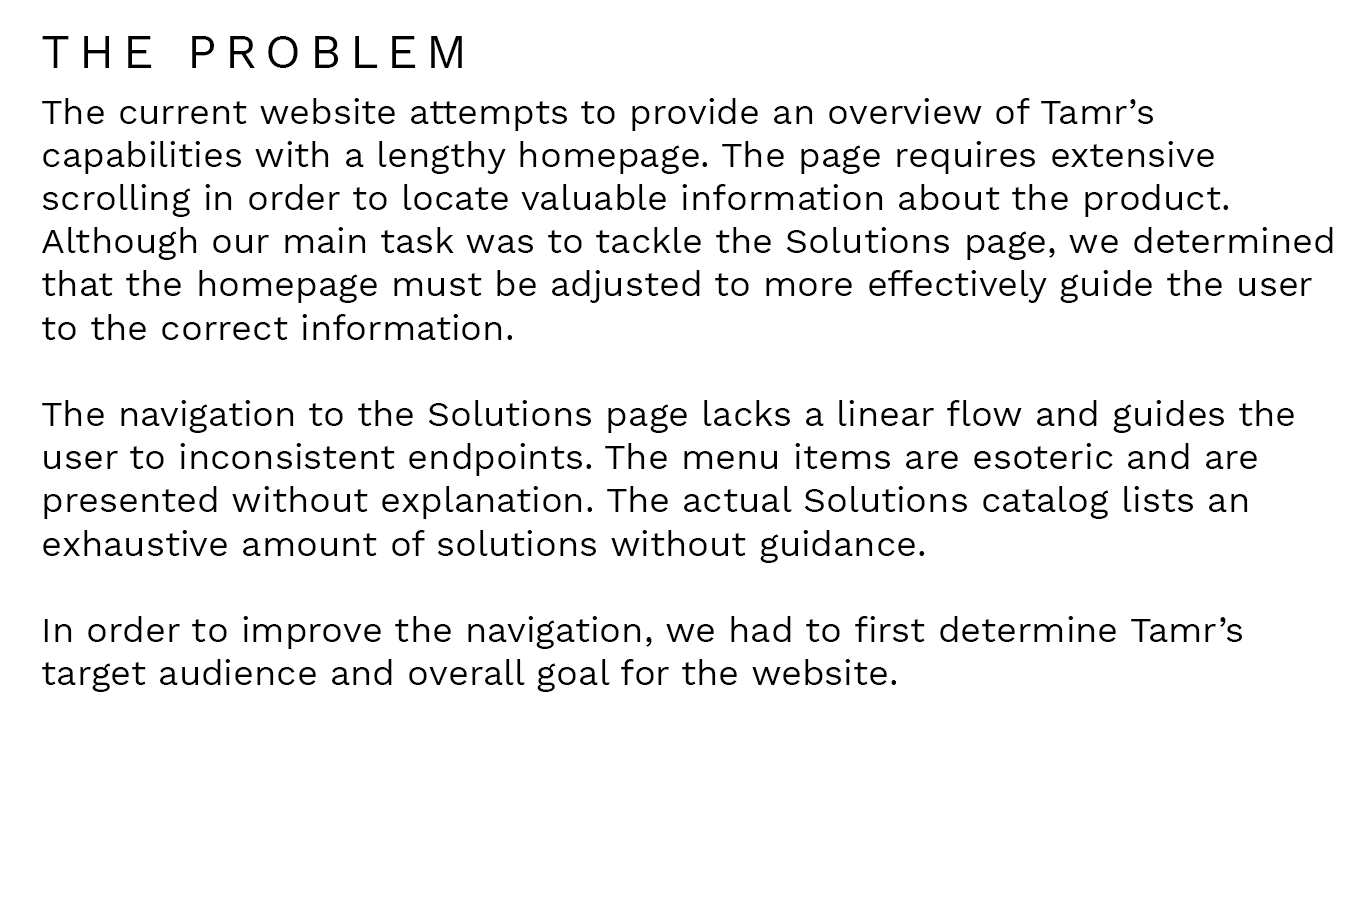 THE PROBLEM
The current website attempts to provide an overview of Tamr’s
capabilities with a lengthy homepage. The page requires extensive
scrolling in order to locate valuable information about the product.
Although our main task was to tackle the Solutions page, we determined
that the homepage must be adjusted to more effectively guide the user
to the correct information.
The navigation to the Solutions page lacks a linear flow and guides the
user to inconsistent endpoints. The menu items are esoteric and are
presented without explanation. The actual Solutions catalog lists an
exhaustive amount of solutions without guidance.
In order to improve the navigation, we had to first determine Tamr’s
target audience and overall goal for the website.